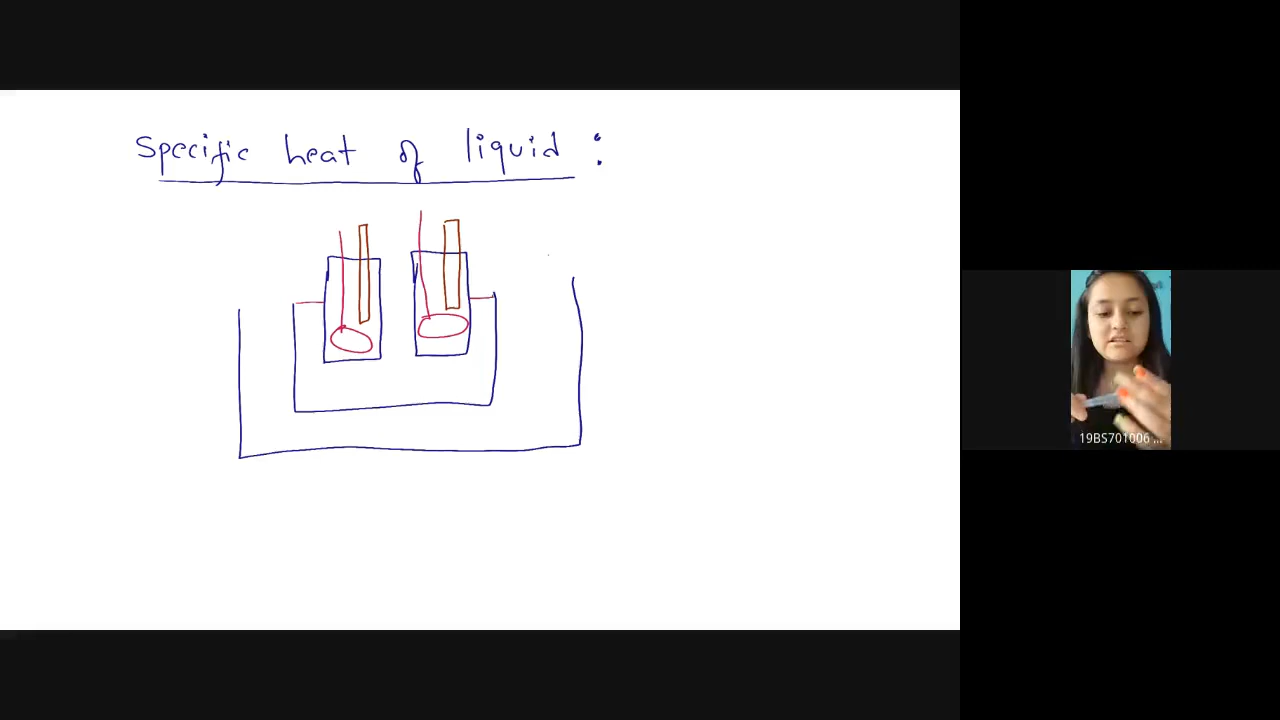 Specific heat of liquid :
19BS701006 ...